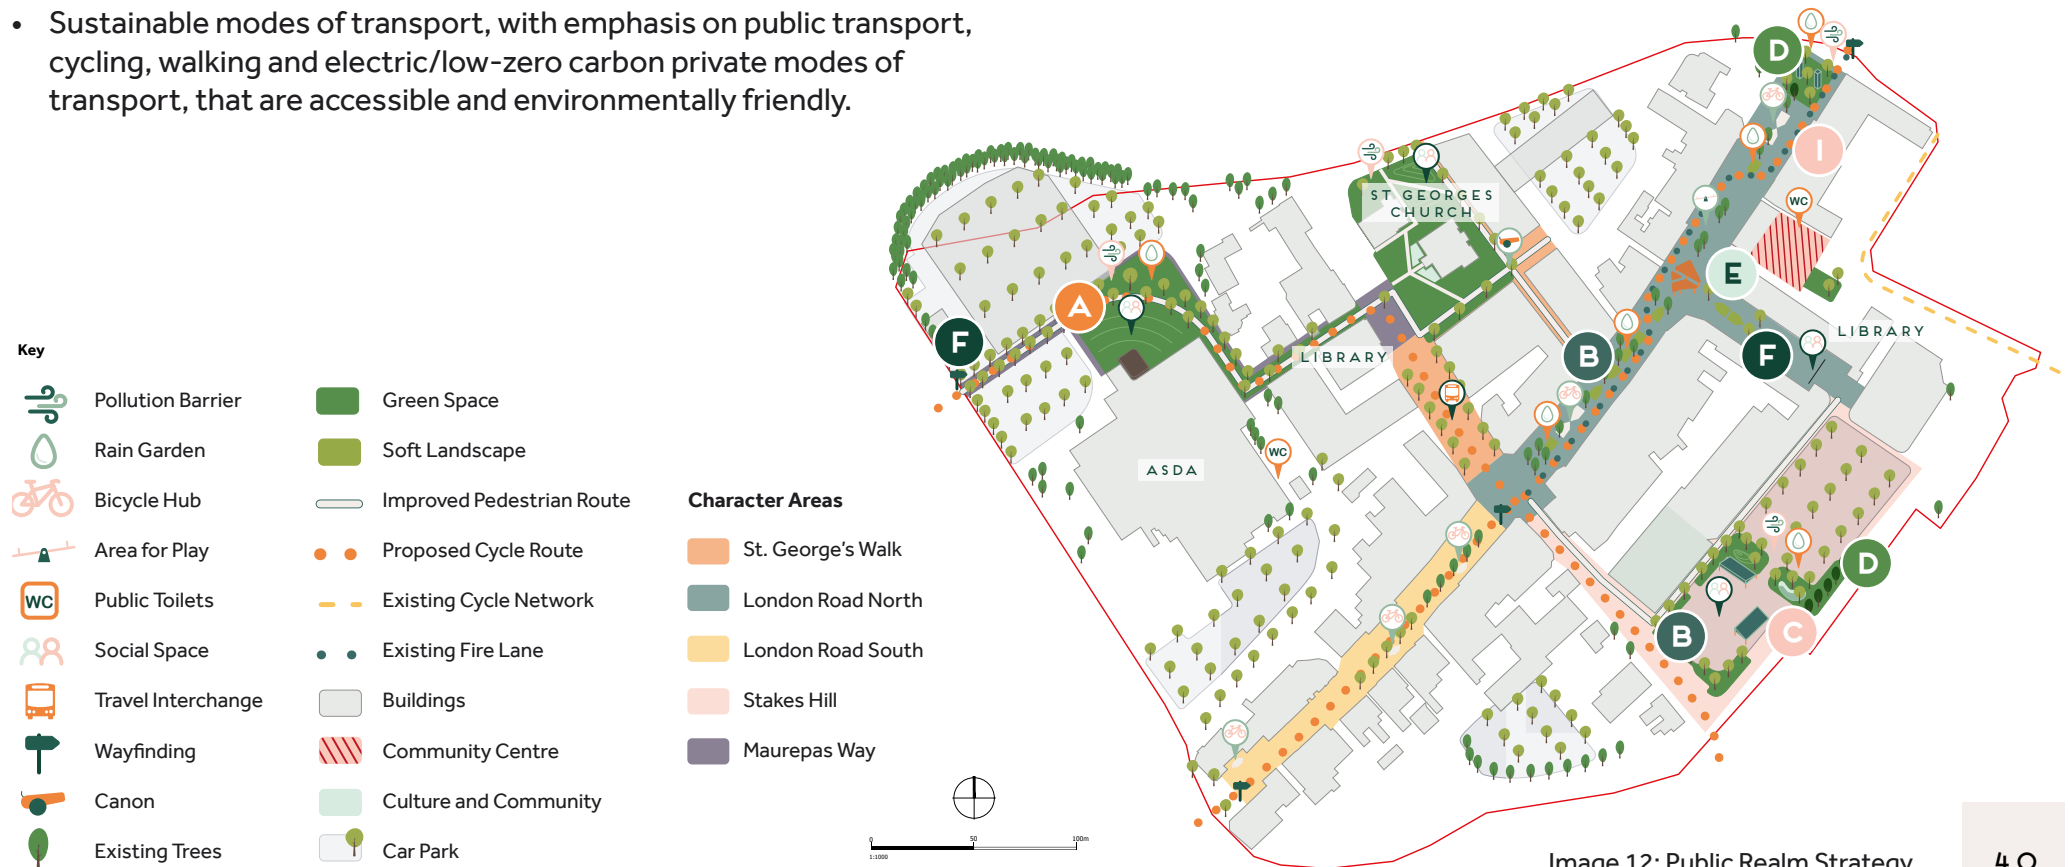 • Sustainable modes of transport, with emphasis on public transport,
cycling, walking and electric/low-zero carbon private modes of
transport, that are accessible and environmentally friendly.
Key
Pollution Barrier
Rain Garden
Bicycle Hub
Area for Play
WC Public Toilets
Social Space
Travel Interchange
Wayfinding
Canon
Existing Trees
Green Space
Soft Landscape
Improved Pedestrian Route
Proposed Cycle Route
Existing Cycle Network
Existing Fire Lane
Buildings
Community Centre
Culture and Community
Car Park
Character Areas
St. George's Walk
London Road North
London Road South
Stakes Hill
Maurepas Way
D
I
WC
ST GEORGES
CHURCH
E
A
F
LIBRARY
B
F
LIBRARY
WC
ASDA
D
B
C
0 50 100m
1:1000
Image 12: Public Realm Strategy